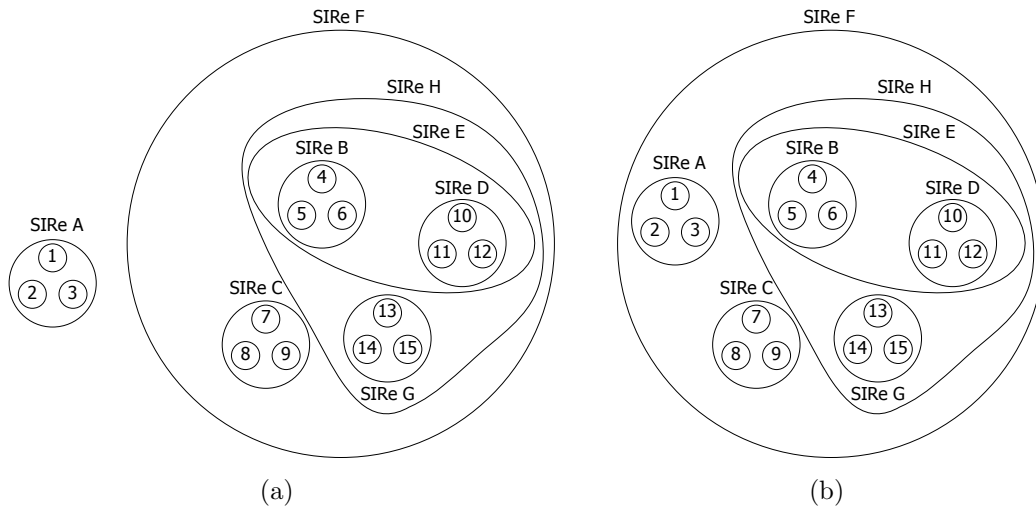 SIRe F
SIRe H
SIRe E
SIRe B
4
5 6
SIRe D
10
11 12
SIRe A
1
2 3
SIRe C
7
8 9
13
14 15
SIRe G
(a)
SIRe F
SIRe H
SIRe E
SIRe B
4
5 6
SIRe A
1
2 3
SIRe D
10
11 12
SIRe C
7
8 9
13
14 15
SIRe G
(b)